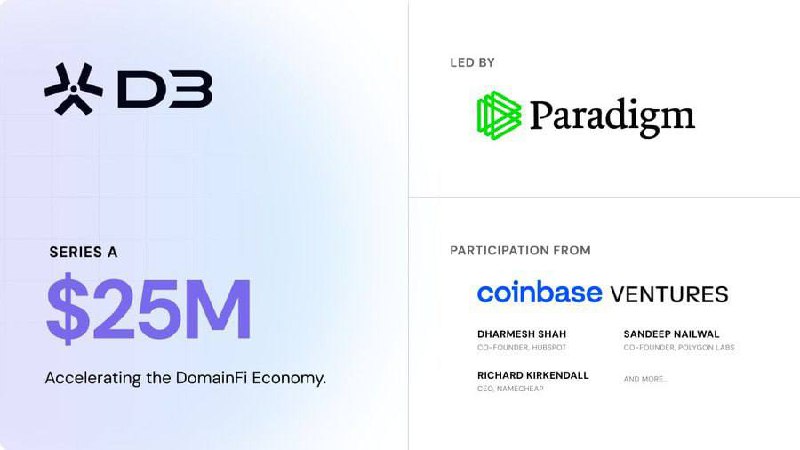 D3
SERIES A
$25M
Accelerating the DomainFi Economy.
LED BY
Paradigm
PARTICIPATION FROM
coinbase VENTURES
DHARMESH SHAH
CO-FOUNDER, HUBSPOT
SANDEEP NAILWAL
CO-FOUNDER, POLYGON LABS
RICHARD KIRKENDALL
CEO, NAMECHEAP
AND MORE...